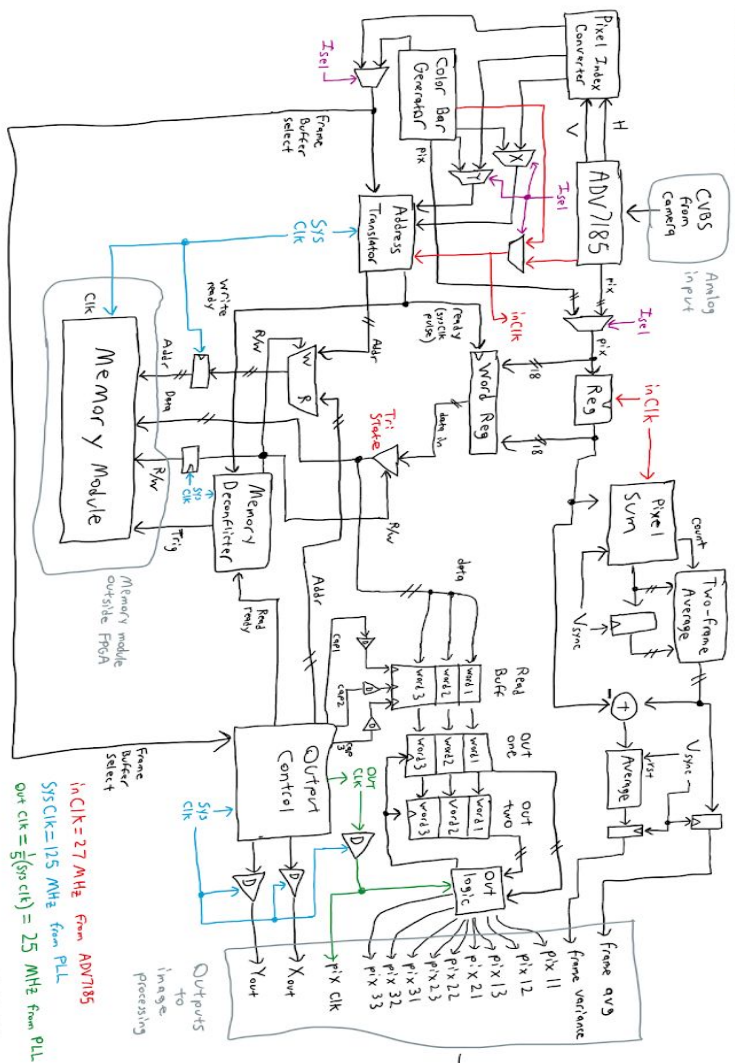 CVBS
from
Camera
Analog
input
ADV7185
H
V
Pixel Index
Converter
Color Bar
Generator
pix
X
Y
Isel
Isel
Isel
pix
pix
inClk
inClk
Reg
18
18
Word Reg
data in
Tri
State
R/W
ready
(sysClk
pulse)
Address
Translator
Frame
Buffer
select
Sys
Clk
Addr
W
R
R/W
write
ready
Addr
Data
R/W
Sys
Clk
Memory
Deconflicter
Trig
Read
ready
Clk
Memory Module
Memory module
outside FPGA
Pixel
Sum
count
Two-frame
Average
Vsync
Vsync
-
+
rst
Average
data
Read
Buff
word1
word2
word3
Out
one
word1
word2
word3
Out
two
word1
word2
word3
Out
logic
cap1
cap2
cap
3
D
D
D
Addr
Output
Control
Out
Clk
Sys
Clk
D
D
D
Frame
Buffer
select
frame avg
frame variance
pix 11
pix 12
pix 13
pix 21
pix 22
pix 23
pix 31
pix 32
pix 33
pix clk
Xout
Yout
Outputs
to
image
processing
inClk = 27 MHz from ADV7185
SysClk = 125 MHz from PLL
Out Clk = 1/5 (sys clk) = 25 MHz from PLL